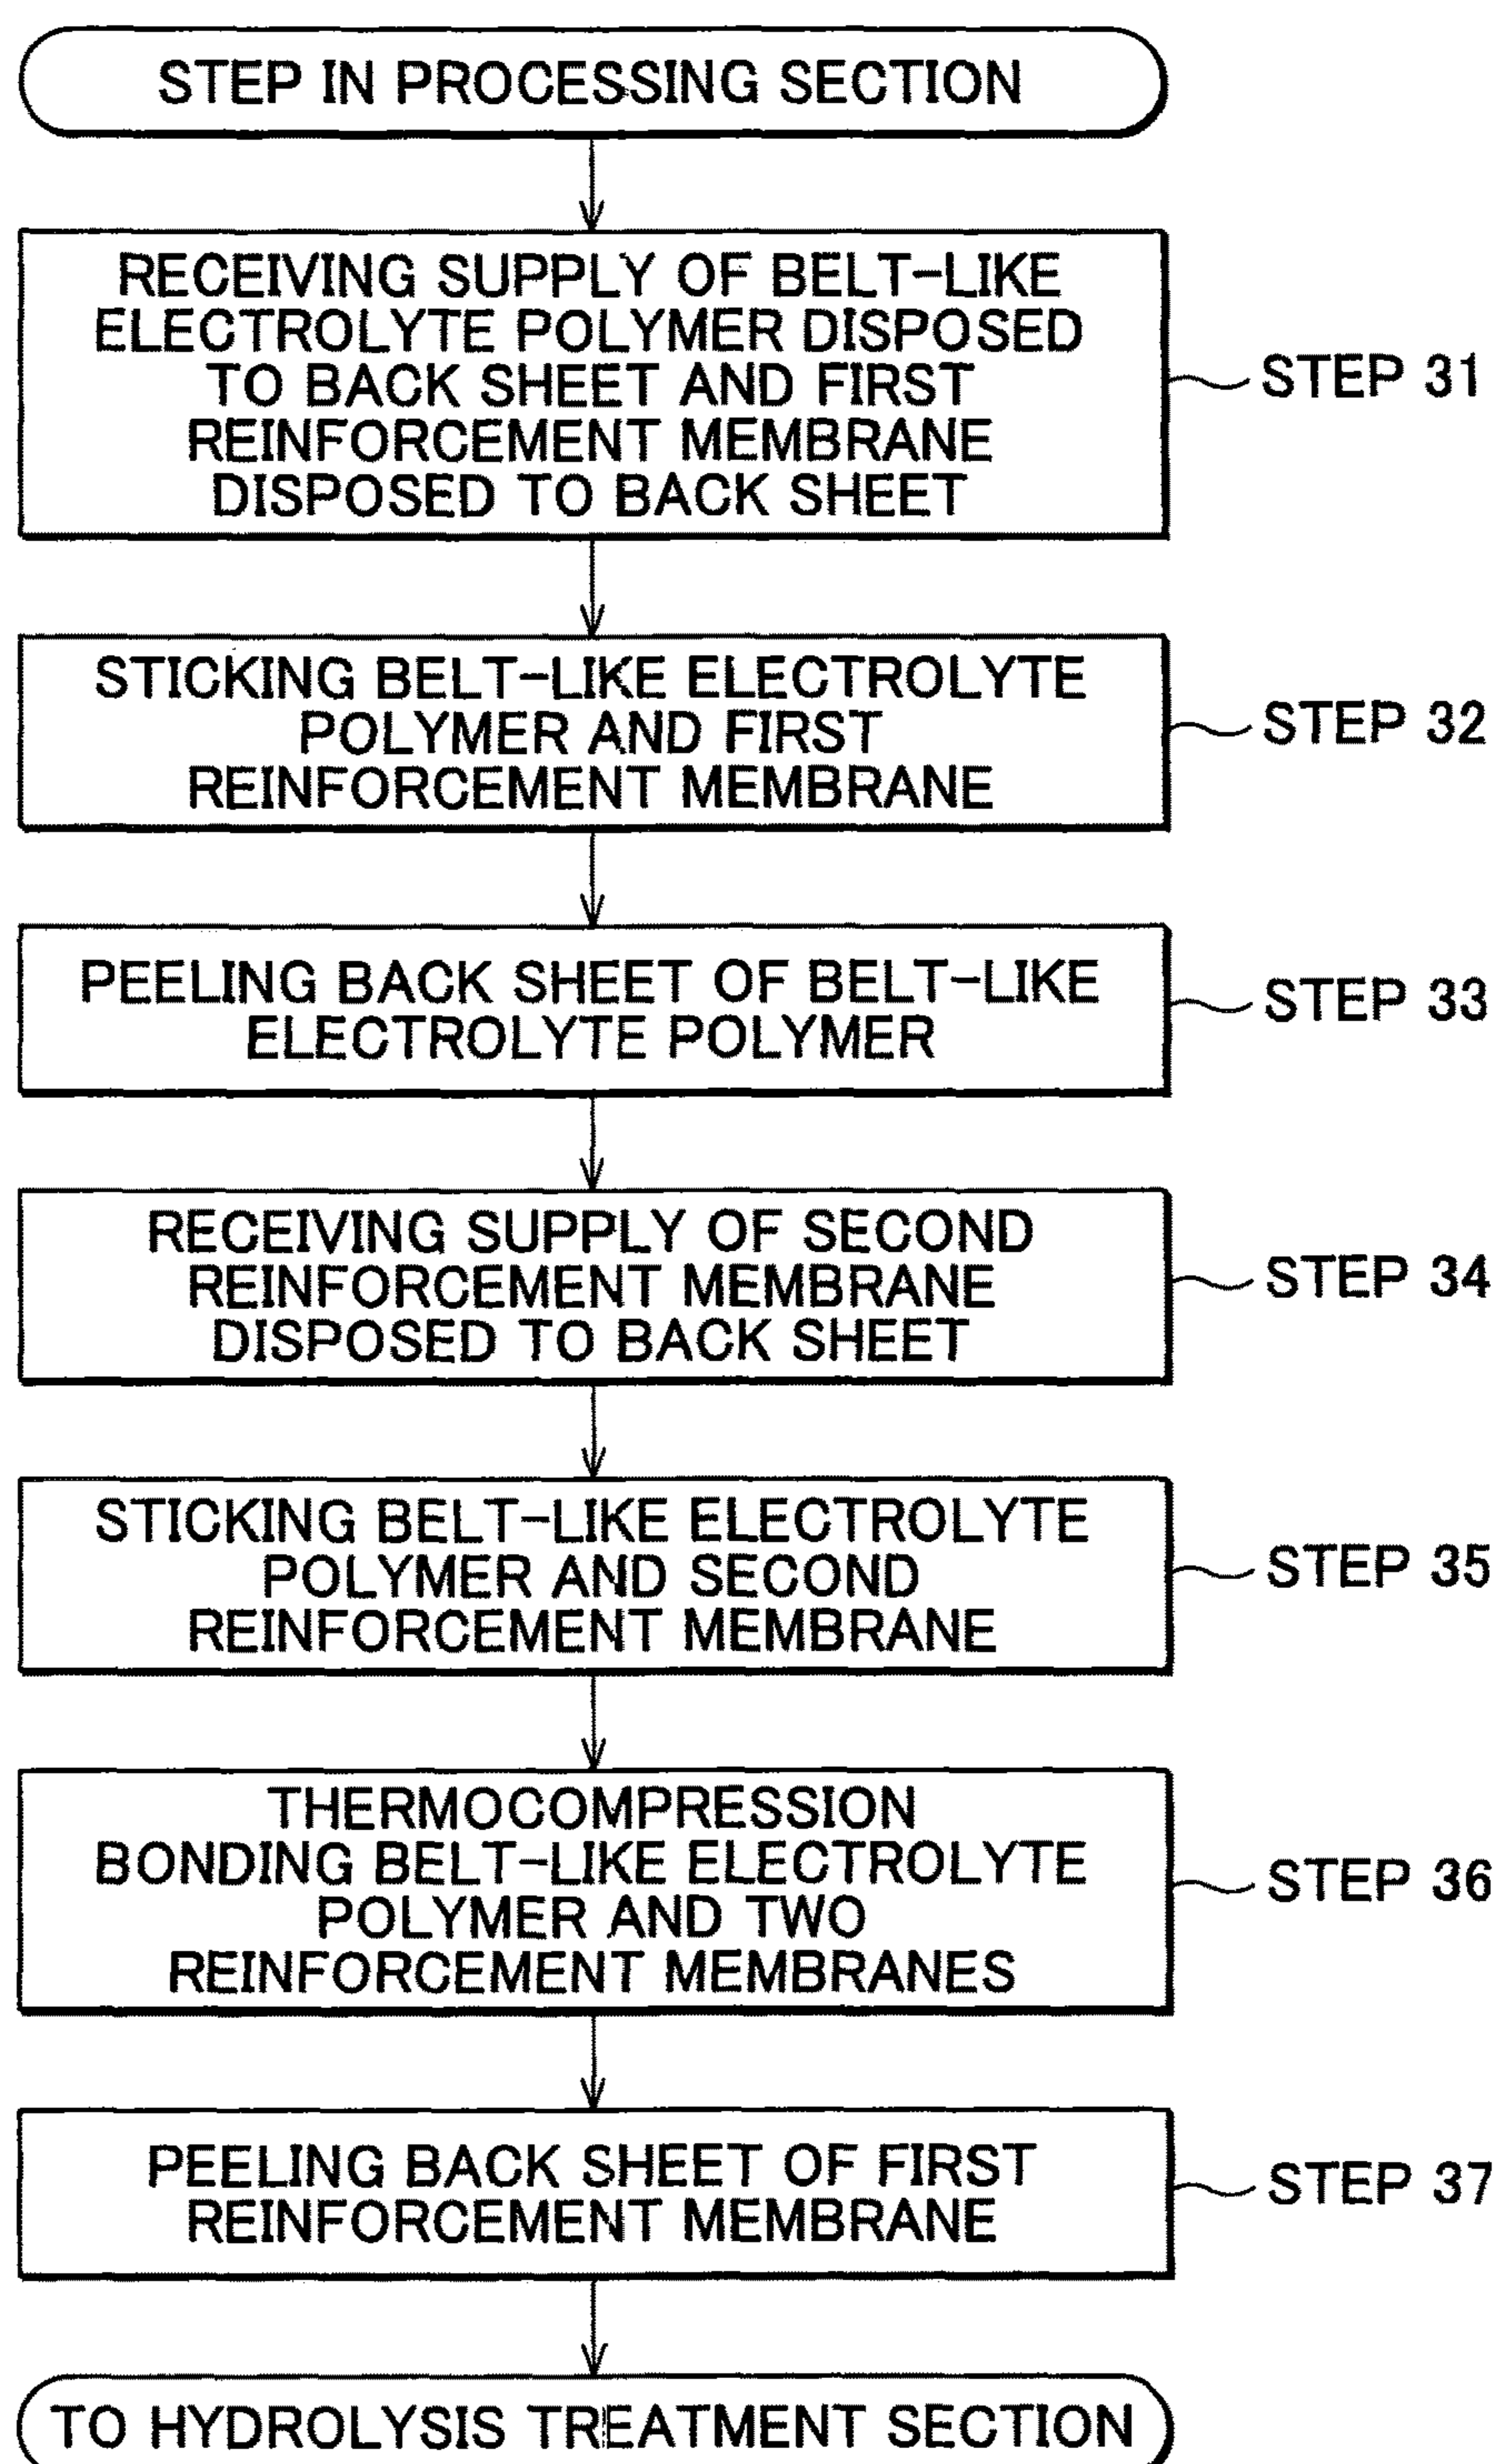 STEP IN PROCESSING SECTION
RECEIVING SUPPLY OF BELT-LIKE
ELECTROLYTE POLYMER DISPOSED
TO BACK SHEET AND FIRST
REINFORCEMENT MEMBRANE
DISPOSED TO BACK SHEET
STEP 31
STICKING BELT-LIKE ELECTROLYTE
POLYMER AND FIRST
REINFORCEMENT MEMBRANE
STEP 32
PEELING BACK SHEET OF BELT-LIKE
ELECTROLYTE POLYMER
STEP 33
RECEIVING SUPPLY OF SECOND
REINFORCEMENT MEMBRANE
DISPOSED TO BACK SHEET
STEP 34
STICKING BELT-LIKE ELECTROLYTE
POLYMER AND SECOND
REINFORCEMENT MEMBRANE
STEP 35
THERMOCOMPRESSION
BONDING BELT-LIKE ELECTROLYTE
POLYMER AND TWO
REINFORCEMENT MEMBRANES
STEP 36
PEELING BACK SHEET OF FIRST
REINFORCEMENT MEMBRANE
STEP 37
TO HYDROLYSIS TREATMENT SECTION